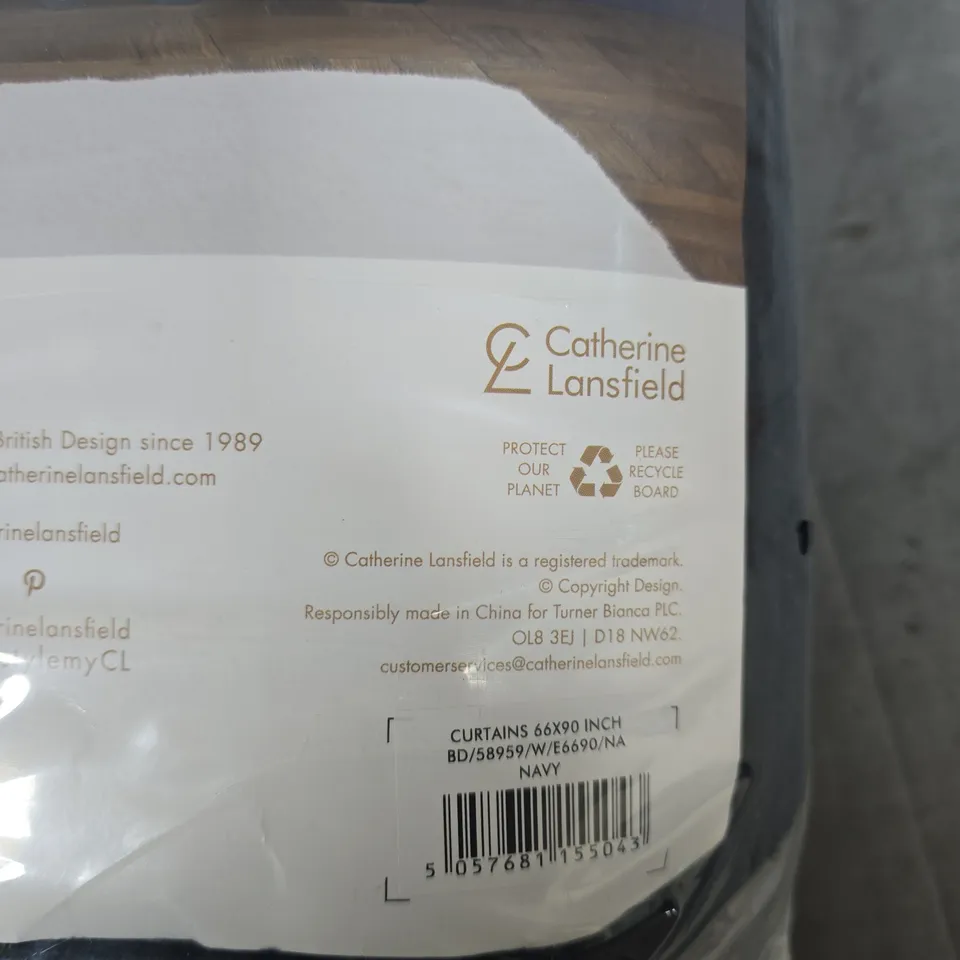 Catherine
Lansfield
British Design since 1989
atherinelansfield.com
PROTECT
OUR
PLANET
PLEASE
RECYCLE
BOARD
rinelansfield
© Catherine Lansfield is a registered trademark.
© Copyright Design.
Responsibly made in China for Turner Bianca PLC.
OL8 3EJ | D18 NW62.
customerservices@catherinelansfield.com
rinelansfield
stylemyCL
CURTAINS 66X90 INCH
BD/58959/W/E6690/NA
NAVY
5 057681 155043